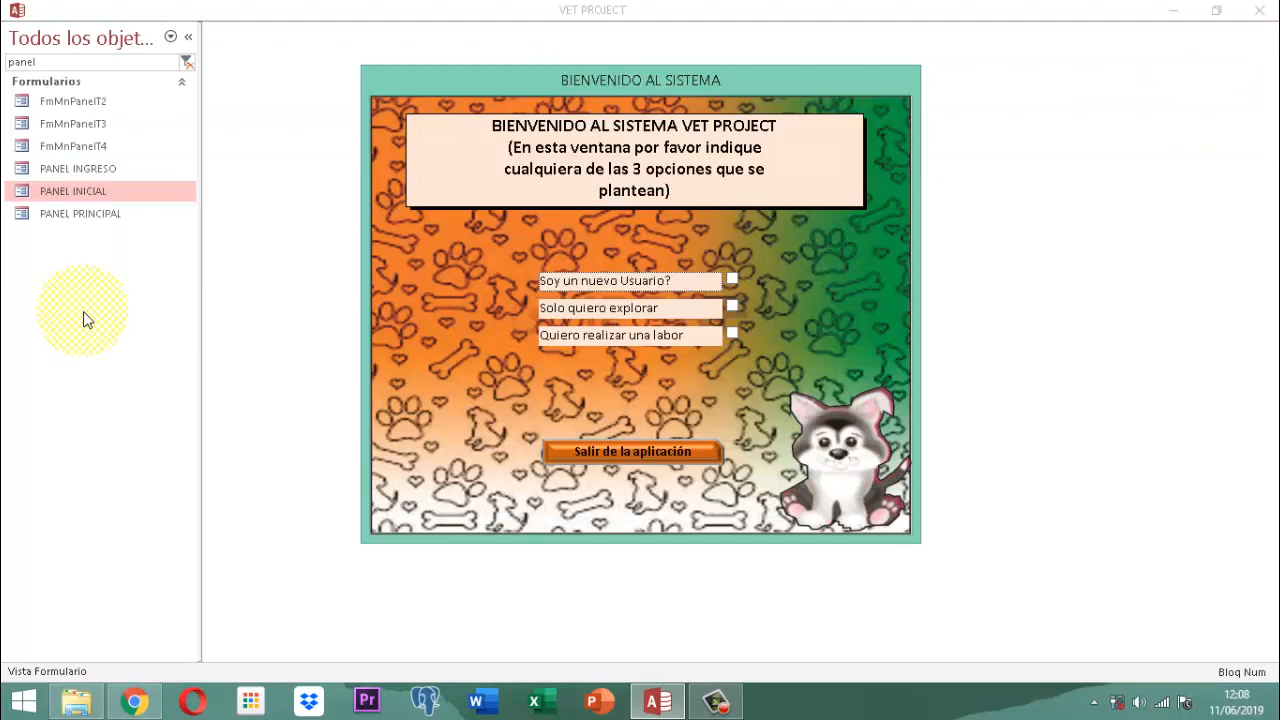 VET PROJECT
Todos los objet...
panel
Formularios
FmMnPanelT2
FmMnPanelT3
FmMnPanelT4
PANEL INGRESO
PANEL INICIAL
PANEL PRINCIPAL
BIENVENIDO AL SISTEMA
BIENVENIDO AL SISTEMA VET PROJECT
(En esta ventana por favor indique
cualquiera de las 3 opciones que se
plantean)
Soy un nuevo Usuario?
Solo quiero explorar
Quiero realizar una labor
Salir de la aplicación
Vista Formulario
Bloq Num
12:08
11/06/2019